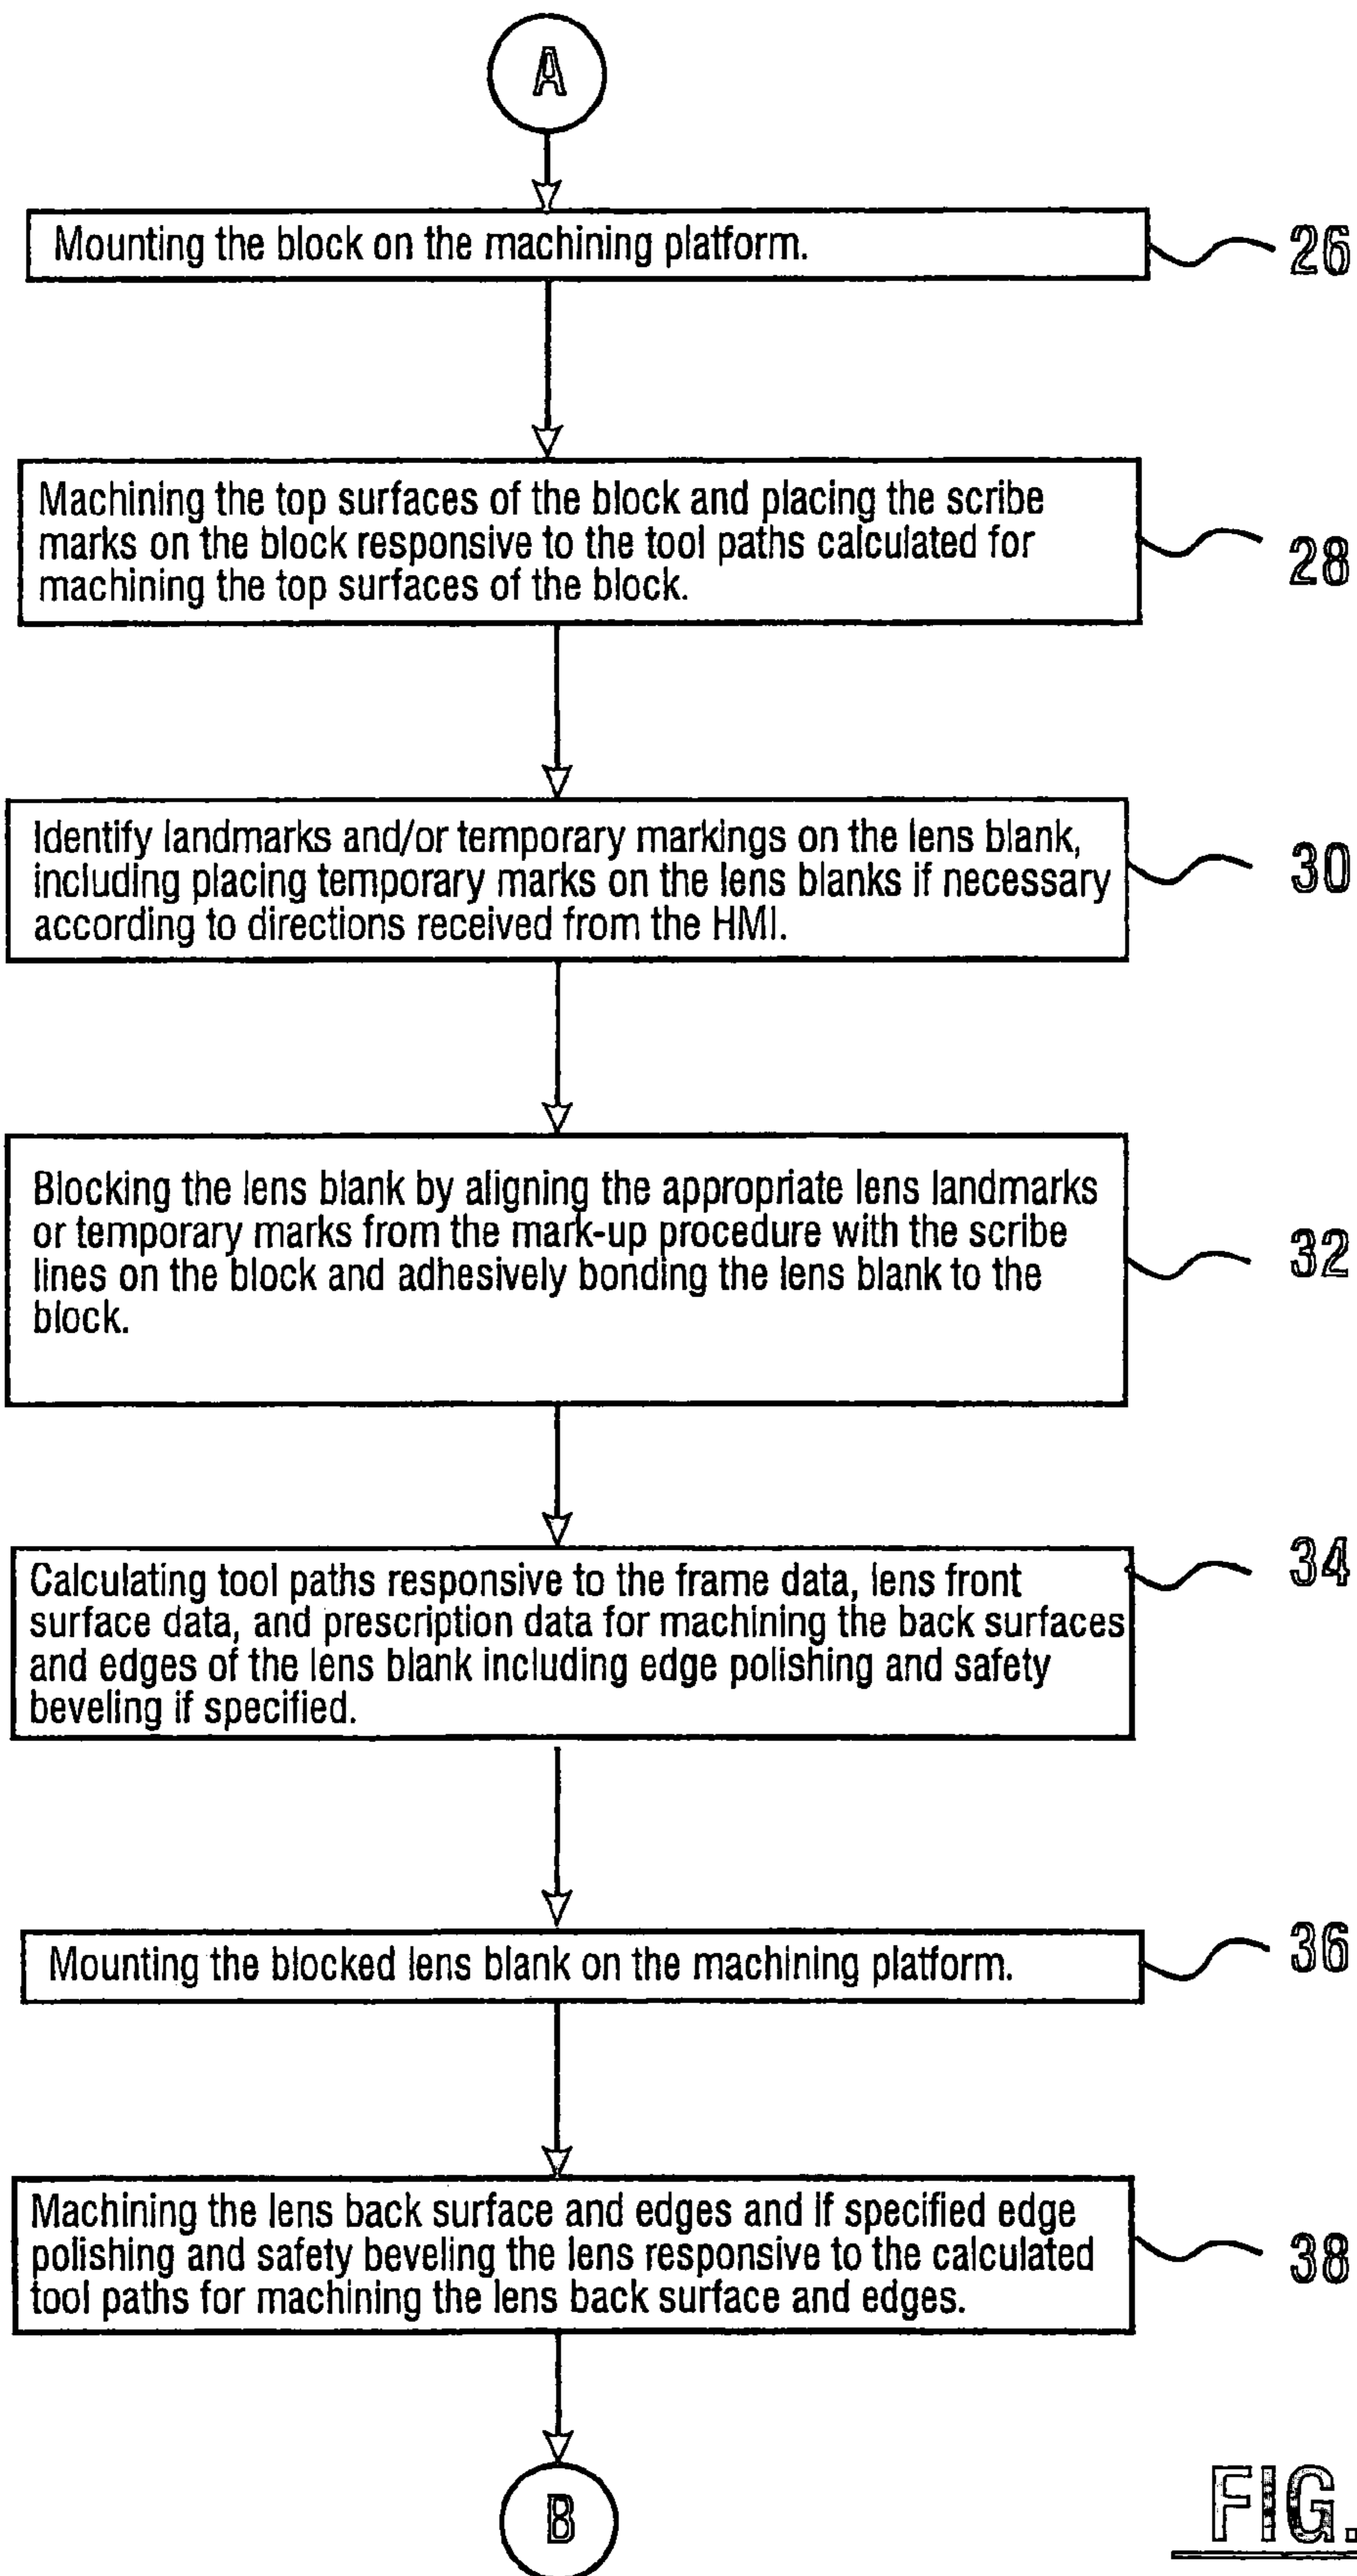 A
Mounting the block on the machining platform.
26
Machining the top surfaces of the block and placing the scribe
marks on the block responsive to the tool paths calculated for
machining the top surfaces of the block.
28
Identify landmarks and/or temporary markings on the lens blank,
including placing temporary marks on the lens blanks if necessary
according to directions received from the HMI.
30
Blocking the lens blank by aligning the appropriate lens landmarks
or temporary marks from the mark-up procedure with the scribe
lines on the block and adhesively bonding the lens blank to the
block.
32
Calculating tool paths responsive to the frame data, lens front
surface data, and prescription data for machining the back surfaces
and edges of the lens blank including edge polishing and safety
beveling if specified.
34
Mounting the blocked lens blank on the machining platform.
36
Machining the lens back surface and edges and if specified edge
polishing and safety beveling the lens responsive to the calculated
tool paths for machining the lens back surface and edges.
38
B
FIG.